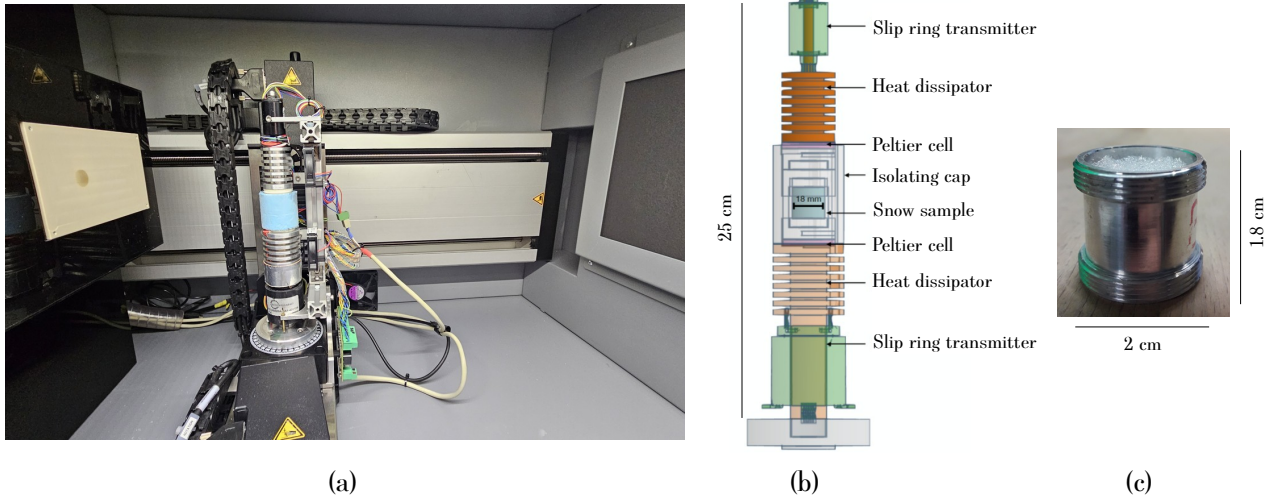 Slip ring transmitter
Heat dissipator
Peltier cell
Isolating cap
18 mm
Snow sample
Peltier cell
Heat dissipator
Slip ring transmitter
25 cm
1.8 cm
2 cm
(a)
(b)
(c)